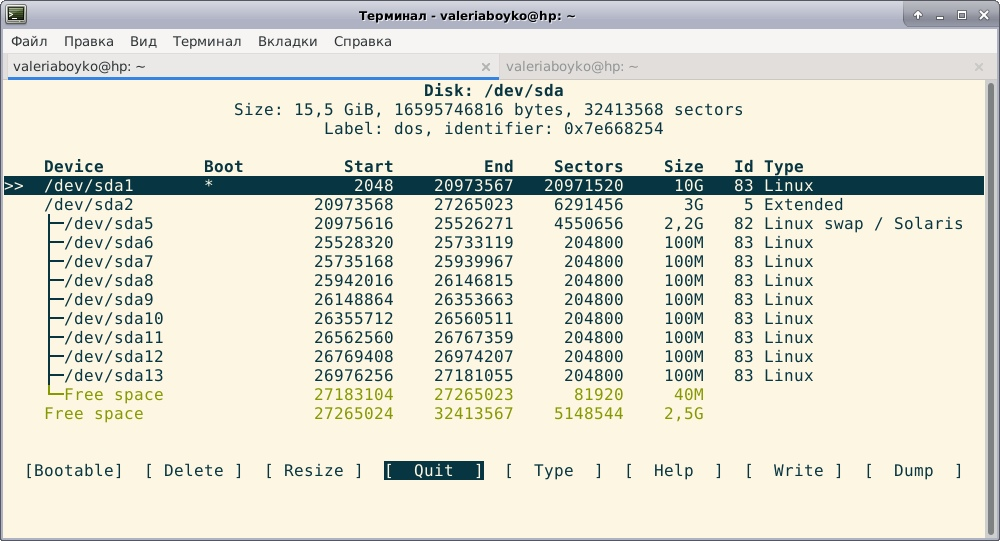 Терминал - valeriaboyko@hp: ~
Файл Правка Вид Терминал Вкладки Справка
valeriaboyko@hp: ~ valeriaboyko@hp: ~
Disk: /dev/sda
Size: 15,5 GiB, 16595746816 bytes, 32413568 sectors
Label: dos, identifier: 0x7e668254
Device Boot Start End Sectors Size Id Type
>> /dev/sda1 * 2048 20973567 20971520 10G 83 Linux
/dev/sda2 20973568 27265023 6291456 3G 5 Extended
├─/dev/sda5 20975616 25526271 4550656 2,2G 82 Linux swap / Solaris
├─/dev/sda6 25528320 25733119 204800 100M 83 Linux
├─/dev/sda7 25735168 25939967 204800 100M 83 Linux
├─/dev/sda8 25942016 26146815 204800 100M 83 Linux
├─/dev/sda9 26148864 26353663 204800 100M 83 Linux
├─/dev/sda10 26355712 26560511 204800 100M 83 Linux
├─/dev/sda11 26562560 26767359 204800 100M 83 Linux
├─/dev/sda12 26769408 26974207 204800 100M 83 Linux
├─/dev/sda13 26976256 27181055 204800 100M 83 Linux
└─Free space 27183104 27265023 81920 40M
Free space 27265024 32413567 5148544 2,5G
[Bootable] [ Delete ] [ Resize ] [ Quit ] [ Type ] [ Help ] [ Write ] [ Dump ]